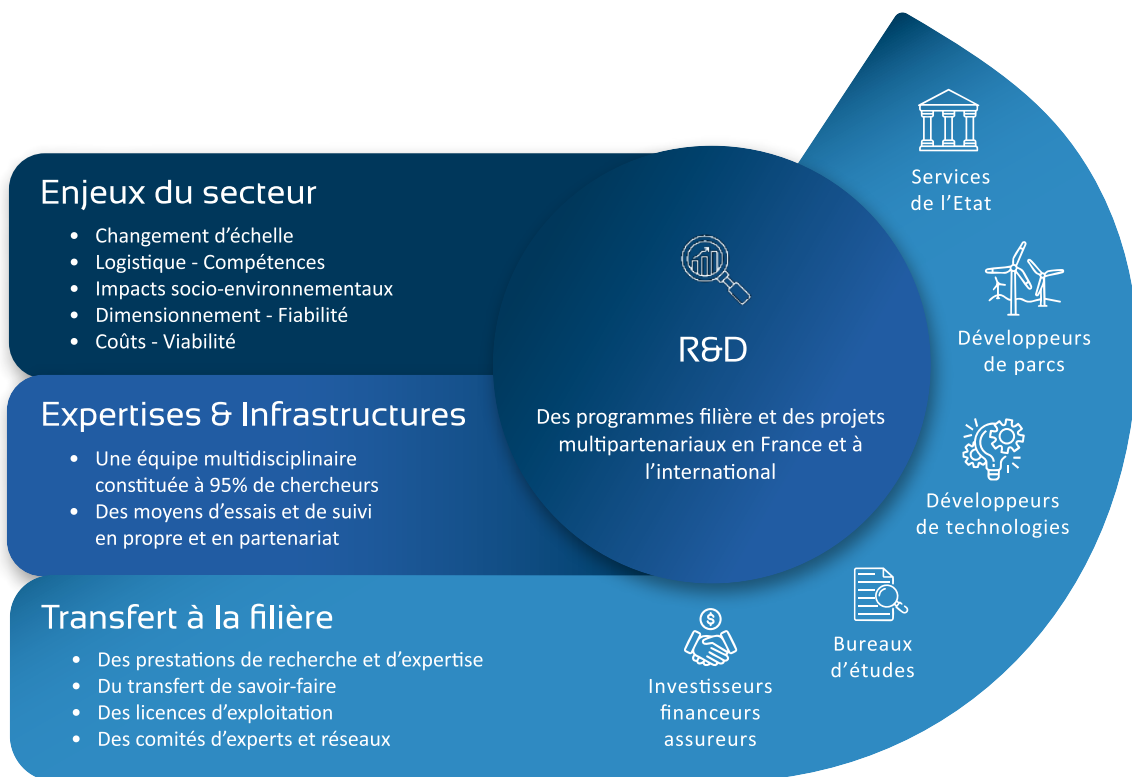 Enjeux du secteur
• Changement d'échelle
• Logistique - Compétences
• Impacts socio-environnementaux
• Dimensionnement - Fiabilité
• Coûts - Viabilité
Expertises & Infrastructures
• Une équipe multidisciplinaire
constituée à 95% de chercheurs
• Des moyens d'essais et de suivi
en propre et en partenariat
Transfert à la filière
• Des prestations de recherche et d'expertise
• Du transfert de savoir-faire
• Des licences d'exploitation
• Des comités d'experts et réseaux
R&D
Des programmes filière et des projets
multipartenariaux en France et à
l'international
Services
de l'Etat
Développeurs
de parcs
Développeurs
de technologies
Bureaux
d'études
$
Investisseurs
financeurs
assureurs